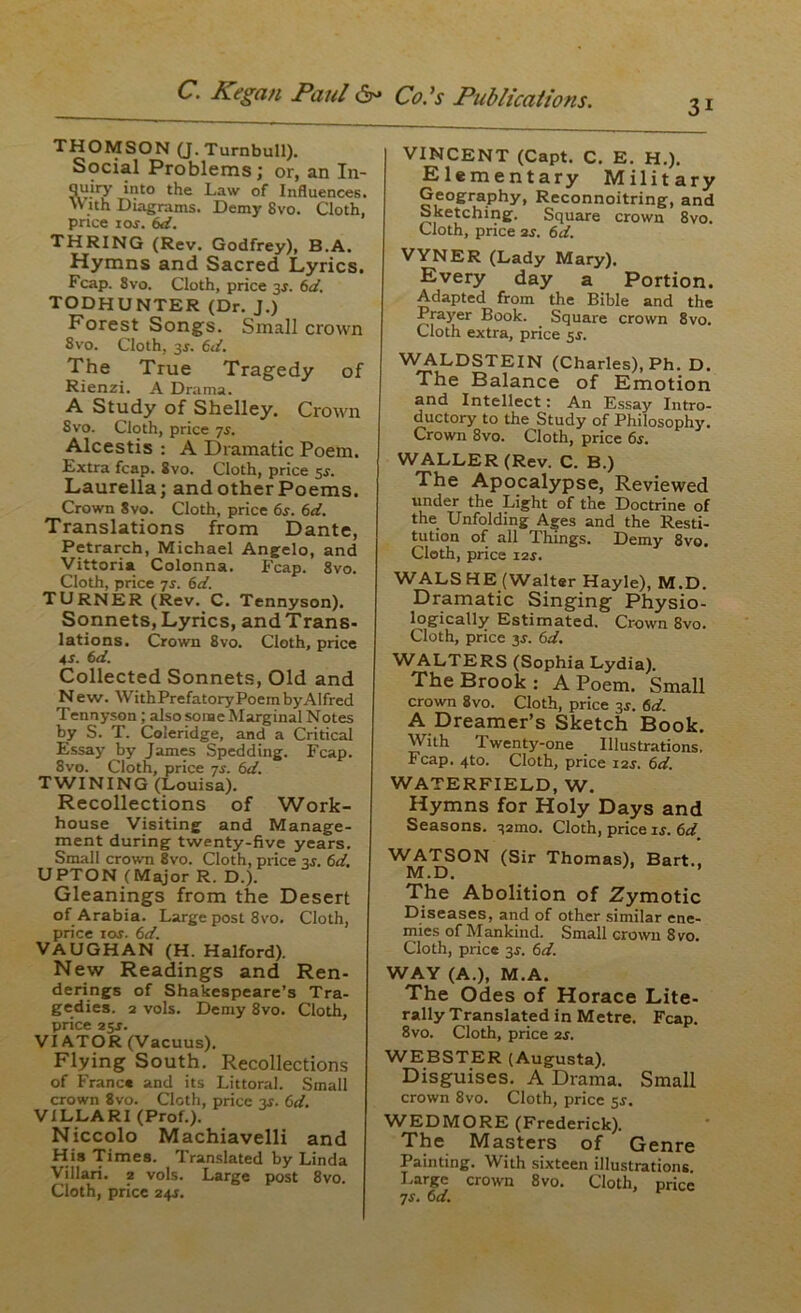 C. Kegan Paul & Co.'s Publications.
31
THOMSON (J. Turnbull).
Social Problems; or, an In-
quiry into the Law of Influences.
With Diagrams. Demy 8vo. Cloth,
price 10s. 6d.
THRING (Rev. Godfrey), B.A.
Hymns and Sacred Lyrics.
Fcap. 8vo. Cloth, price 3s. 6d.
TODHUNTER (Dr. J.)
Forest Songs. Small crown
8vo. Cloth, 3s. 6d.
The True Tragedy of
Rienzi. A Drama.
A Study of Shelley. Crown
8vo. Cloth, price 7s.
Alcestis : A Dramatic Poem.
Extra fcap. 8vo. Cloth, price 5s.
Laurella; and other Poems.
Crown 8vo. Cloth, price 6s. 6d.
Translations from Dante,
Petrarch, Michael Angelo, and
Vittoria Colonna. Fcap. 8vo.
Cloth, price 7s. 6d.
TURNER (Rev. C. Tennyson).
Sonnets, Lyrics, and Trans-
lations. Crown 8vo. Cloth, price
4s. 6d.
Collected Sonnets, Old and
New. With Prefatory Poem by Alfred
Tennyson; also some Marginal Notes
by S. T. Coleridge, and a Critical
Essay by James Spedding. Fcap.
8vo. Cloth, price 7s. 6d.
TWINING (Louisa).
Recollections of Work-
house Visiting and Manage-
ment during twenty-five years.
Small crown 8vo. Cloth, price 3s. 6d.
UPTON (Major R. D.).
Gleanings from the Desert
of Arabia. Large post 8vo. Cloth,
price 10s. 6d.
VAUGHAN (H. Halford).
New Readings and Ren-
derings of Shakespeare's Tra-
gedies. 2 vols. Demy 8vo. Cloth,
price 25s.
VIATOR (Vacuus).
Flying South. Recollections
of France and its Littoral. Small
crown 8vo. Cloth, price 3s. 6d.
VILLARI (Prof.).
Niccolo Machiavelli and
His Times. Translated by Linda
Villari. 2 vols. Large post 8vo.
Cloth, price 24s.
VINCENT (Capt. C. E. H.).
Elementary Military
Geography, Reconnoitring, and
Sketching. Square crown 8vo.
Cloth, price 2s. 6d.
VYNER (Lady Mary).
Every day a Portion.
Adapted from the Bible and the
Prayer Book. Square crown 8vo.
Cloth extra, price 5s.
WALDSTEIN (Charles), Ph. D.
The Balance of Emotion
and Intellect: An Essay Intro-
ductory to the Study of Philosophy.
Crown 8vo. Cloth, price 6s.
WALLER (Rev. C. B.)
The Apocalypse, Reviewed
under the Light of the Doctrine of
the Unfolding Ages and the Resti-
tution of all Things. Demy 8vo.
Cloth, price 12s.
WALSHE (Walter Hayle), M.D.
Dramatic Singing Physio-
logically Estimated. Crown 8vo.
Cloth, price 3s. 6d.
WALTERS (Sophia Lydia).
The Brook : A Poem. Small
crown 8vo. Cloth, price 3s. 6d.
A Dreamer's Sketch Book.
With Twenty-one Illustrations.
Fcap. 4to. Cloth, price 12s. 6d.
WATERFIELD, W.
Hymns for Holy Days and
Seasons. 32mo. Cloth, price 1s. 6d.
WATSON (Sir Thomas), Bart.,
M.D.
The Abolition of Zymotic
Diseases, and of other similar ene-
mies of Mankind. Small crown 8vo.
Cloth, price 3s. 6d.
WAY (A.), M.A.
The Odes of Horace Lite-
rally Translated in Metre. Fcap.
8vo. Cloth, price 2s.
WEBSTER (Augusta).
Disguises. A Drama. Small
crown 8vo. Cloth, price 5s.
WEDMORE (Frederick).
The Masters of Genre
Painting. With sixteen illustrations.
Large crown 8vo. Cloth, price
7s. 6d.